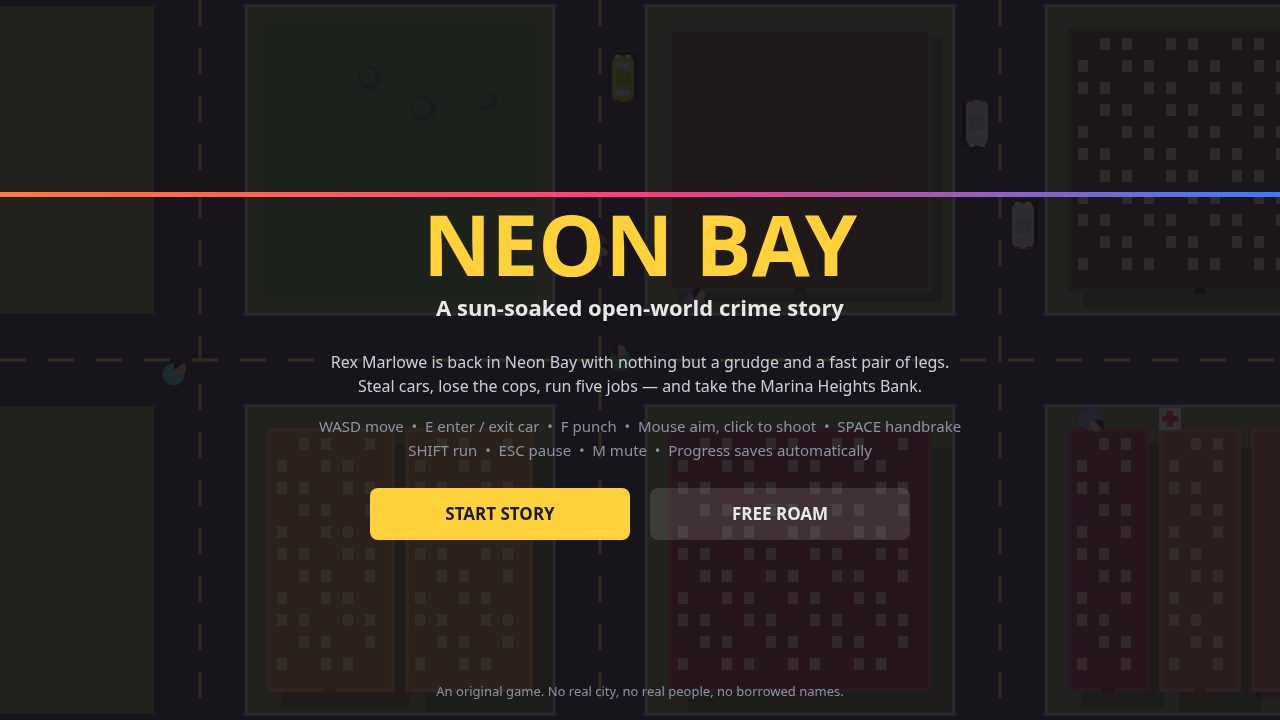 NEON BAY
A sun-soaked open-world crime story
Rex Marlowe is back in Neon Bay with nothing but a grudge and a fast pair of legs.
Steal cars, lose the cops, run five jobs — and take the Marina Heights Bank.
WASD move • E enter / exit car • F punch • Mouse aim, click to shoot • SPACE handbrake
SHIFT run • ESC pause • M mute • Progress saves automatically
START STORY
FREE ROAM
An original game. No real city, no real people, no borrowed names.